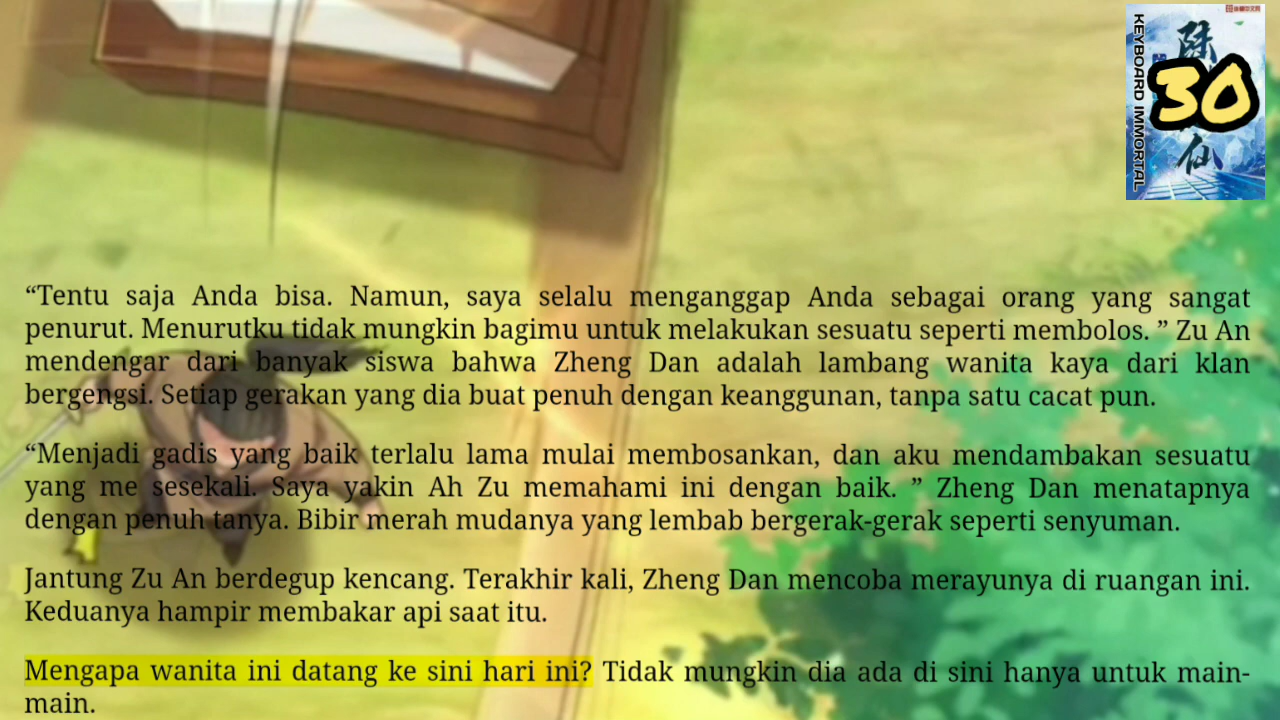 KEYBOARD IMMORTAL
30
仙
“Tentu saja Anda bisa. Namun, saya selalu menganggap Anda sebagai orang yang sangat
penurut. Menurutku tidak mungkin bagimu untuk melakukan sesuatu seperti membolos. ” Zu An
mendengar dari banyak siswa bahwa Zheng Dan adalah lambang wanita kaya dari klan
bergengsi. Setiap gerakan yang dia buat penuh dengan keanggunan, tanpa satu cacat pun.
“Menjadi gadis yang baik terlalu lama mulai membosankan, dan aku mendambakan sesuatu
yang me sesekali. Saya yakin Ah Zu memahami ini dengan baik. ” Zheng Dan menatapnya
dengan penuh tanya. Bibir merah mudanya yang lembab bergerak-gerak seperti senyuman.
Jantung Zu An berdegup kencang. Terakhir kali, Zheng Dan mencoba merayunya di ruangan ini.
Keduanya hampir membakar api saat itu.
Mengapa wanita ini datang ke sini hari ini? Tidak mungkin dia ada di sini hanya untuk main-
main.